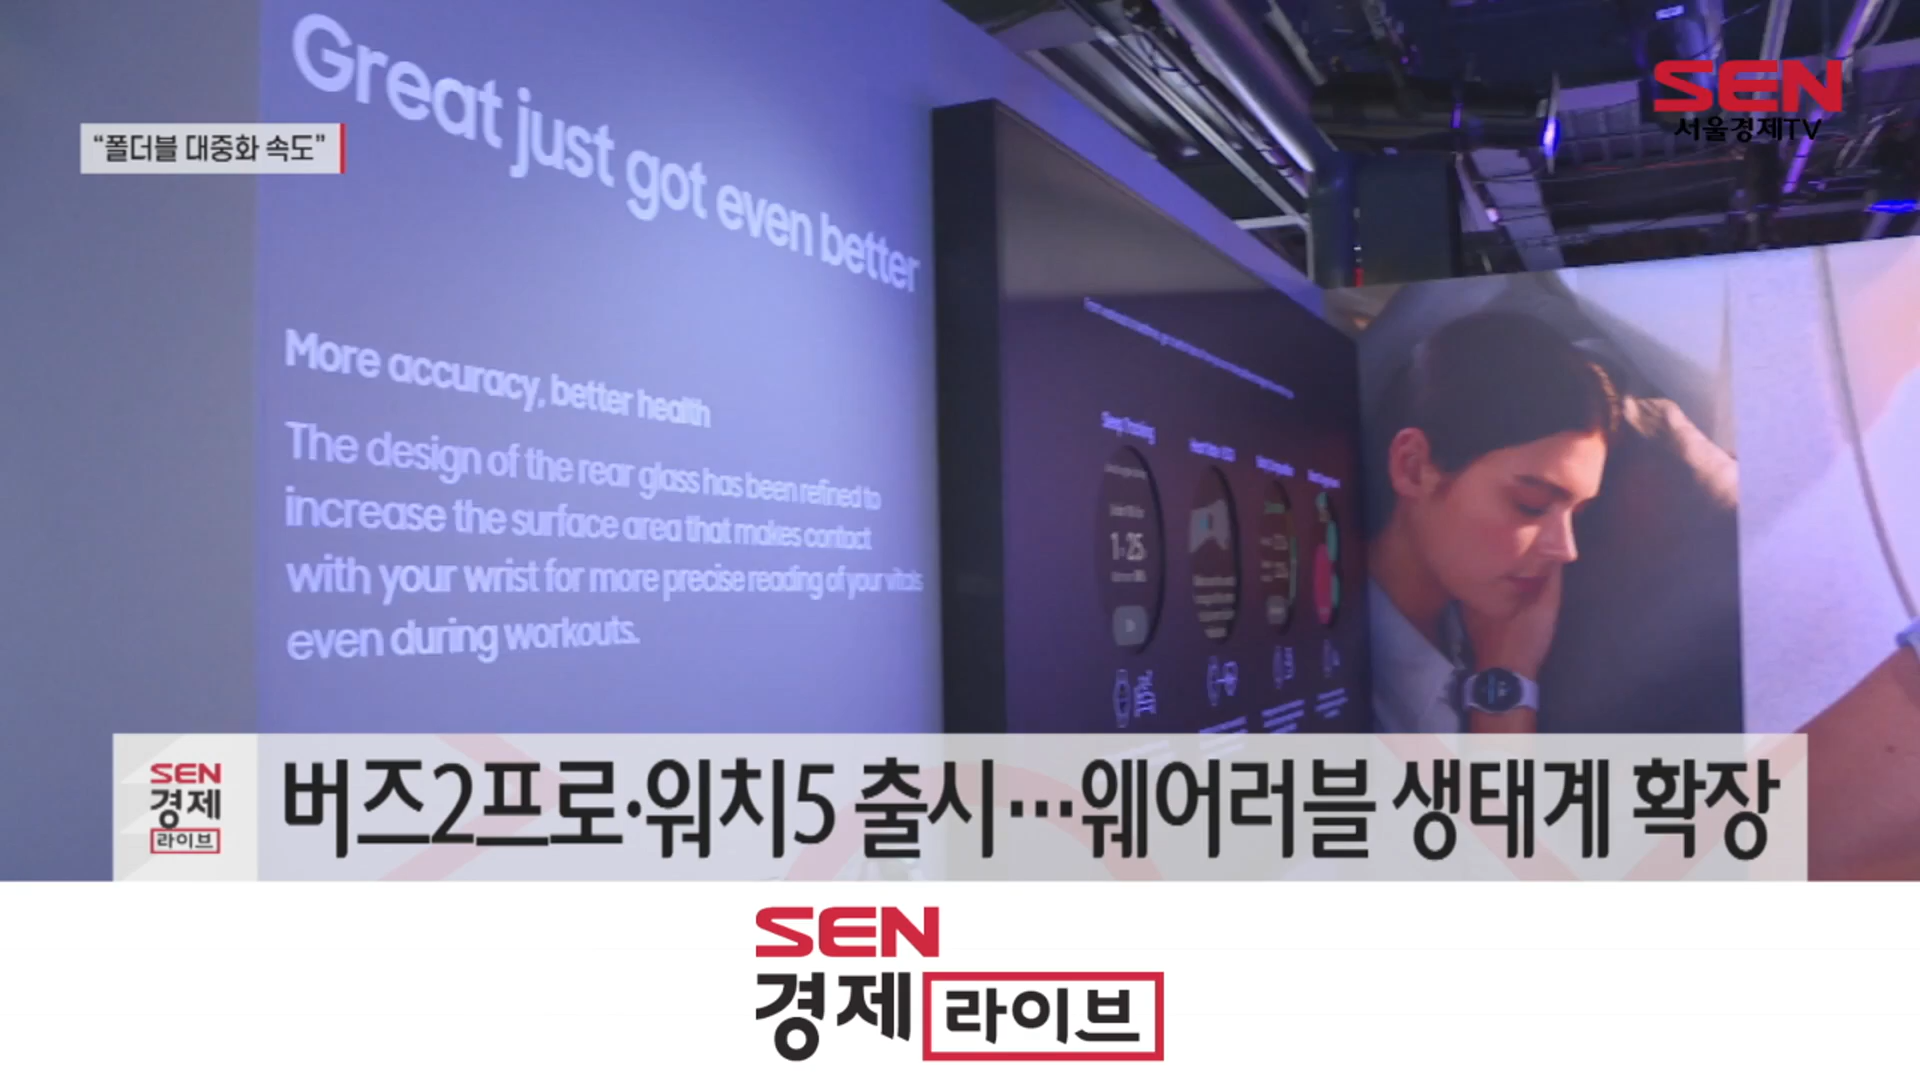 SEN
서울경제TV
“폴더블 대중화 속도”
Great just got even better
More accuracy, better health
The design of the rear glass has been refined to
increase the surface area that makes contact
with your wrist for more precise reading of your vitals
even during workouts.
Sleep Tracking
SEN
경제
라이브
버즈2프로·워치5 출시…웨어러블 생태계 확장
SEN
경제 라이브